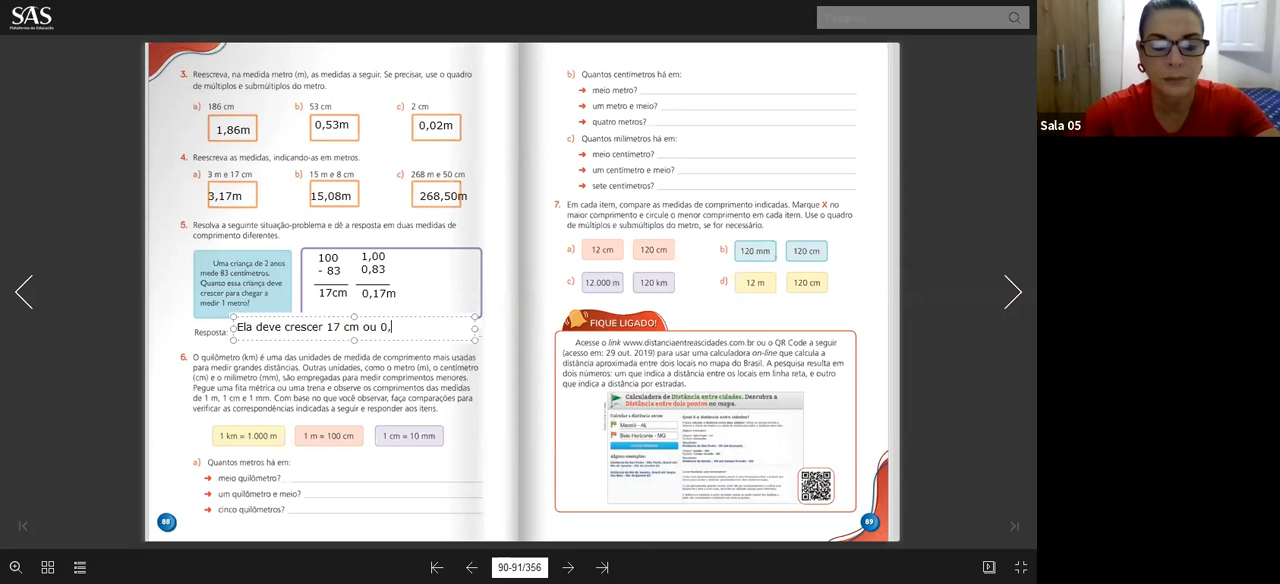 SAS
Plataforma de Educação
3. Reescreva, na medida metro (m), as medidas a seguir. Se precisar, use o quadro
de múltiplos e submúltiplos do metro.
a) 186 cm b) 53 cm c) 2 cm
1,86m 0,53m 0,02m
4. Reescreva as medidas, indicando-as em metros.
a) 3 m e 17 cm b) 15 m e 8 cm c) 268 m e 50 cm
3,17m 15,08m 268,50m
5. Resolva a seguinte situação-problema e dê a resposta em duas medidas de
comprimento diferentes.
Uma criança de 2 anos
mede 83 centímetros.
Quanto essa criança deve
crescer para chegar a
medir 1 metro?
100 1,00
- 83 0,83
17cm 0,17m
Resposta: Ela deve crescer 17 cm ou 0,
6. O quilômetro (km) é uma das unidades de medida de comprimento mais usadas
para medir grandes distâncias. Outras unidades, como o metro (m), o centímetro
(cm) e o milímetro (mm), são empregadas para medir comprimentos menores.
Pegue uma fita métrica ou uma trena e observe os comprimentos das medidas
de 1 m, 1 cm e 1 mm. Com base no que você observar, faça comparações para
verificar as correspondências indicadas a seguir e responder aos itens.
1 km = 1.000 m 1 m = 100 cm 1 cm = 10 mm
a) Quantos metros há em:
➜ meio quilômetro?
➜ um quilômetro e meio?
➜ cinco quilômetros?
88
b) Quantos centímetros há em:
➜ meio metro?
➜ um metro e meio?
➜ quatro metros?
c) Quantos milímetros há em:
➜ meio centímetro?
➜ um centímetro e meio?
➜ sete centímetros?
7. Em cada item, compare as medidas de comprimento indicadas. Marque X no
maior comprimento e circule o menor comprimento em cada item. Use o quadro
de múltiplos e submúltiplos do metro, se for necessário.
a) 12 cm 120 cm b) 120 mm 120 cm
c) 12.000 m 120 km d) 12 m 120 cm
FIQUE LIGADO!
Acesse o link www.distanciaentreascidades.com.br ou o QR Code a seguir
(acesso em: 29 out. 2019) para usar uma calculadora on-line que calcula a
distância aproximada entre dois locais no mapa do Brasil. A pesquisa resulta em
dois números: um que indica a distância entre os locais em linha reta, e outro
que indica a distância por estradas.
Calculadora de Distância entre cidades. Descubra a
Distância entre dois pontos no mapa.
Maceió - AL
Belo Horizonte - MG
89
Sala 05
90-91/356